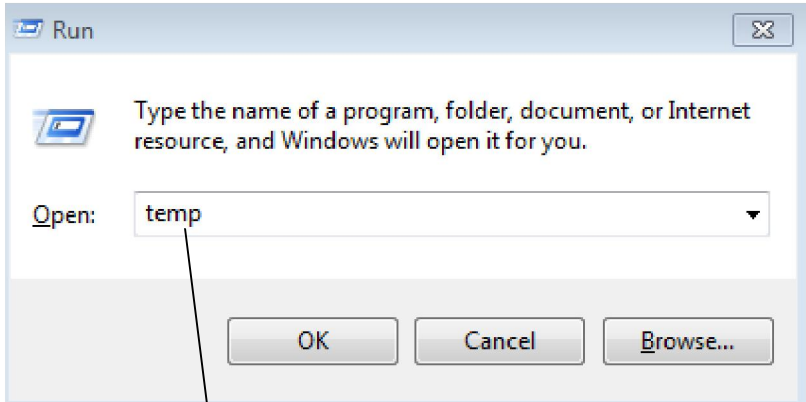 Run
Type the name of a program, folder, document, or Internet
resource, and Windows will open it for you.
Open: temp
OK Cancel Browse...